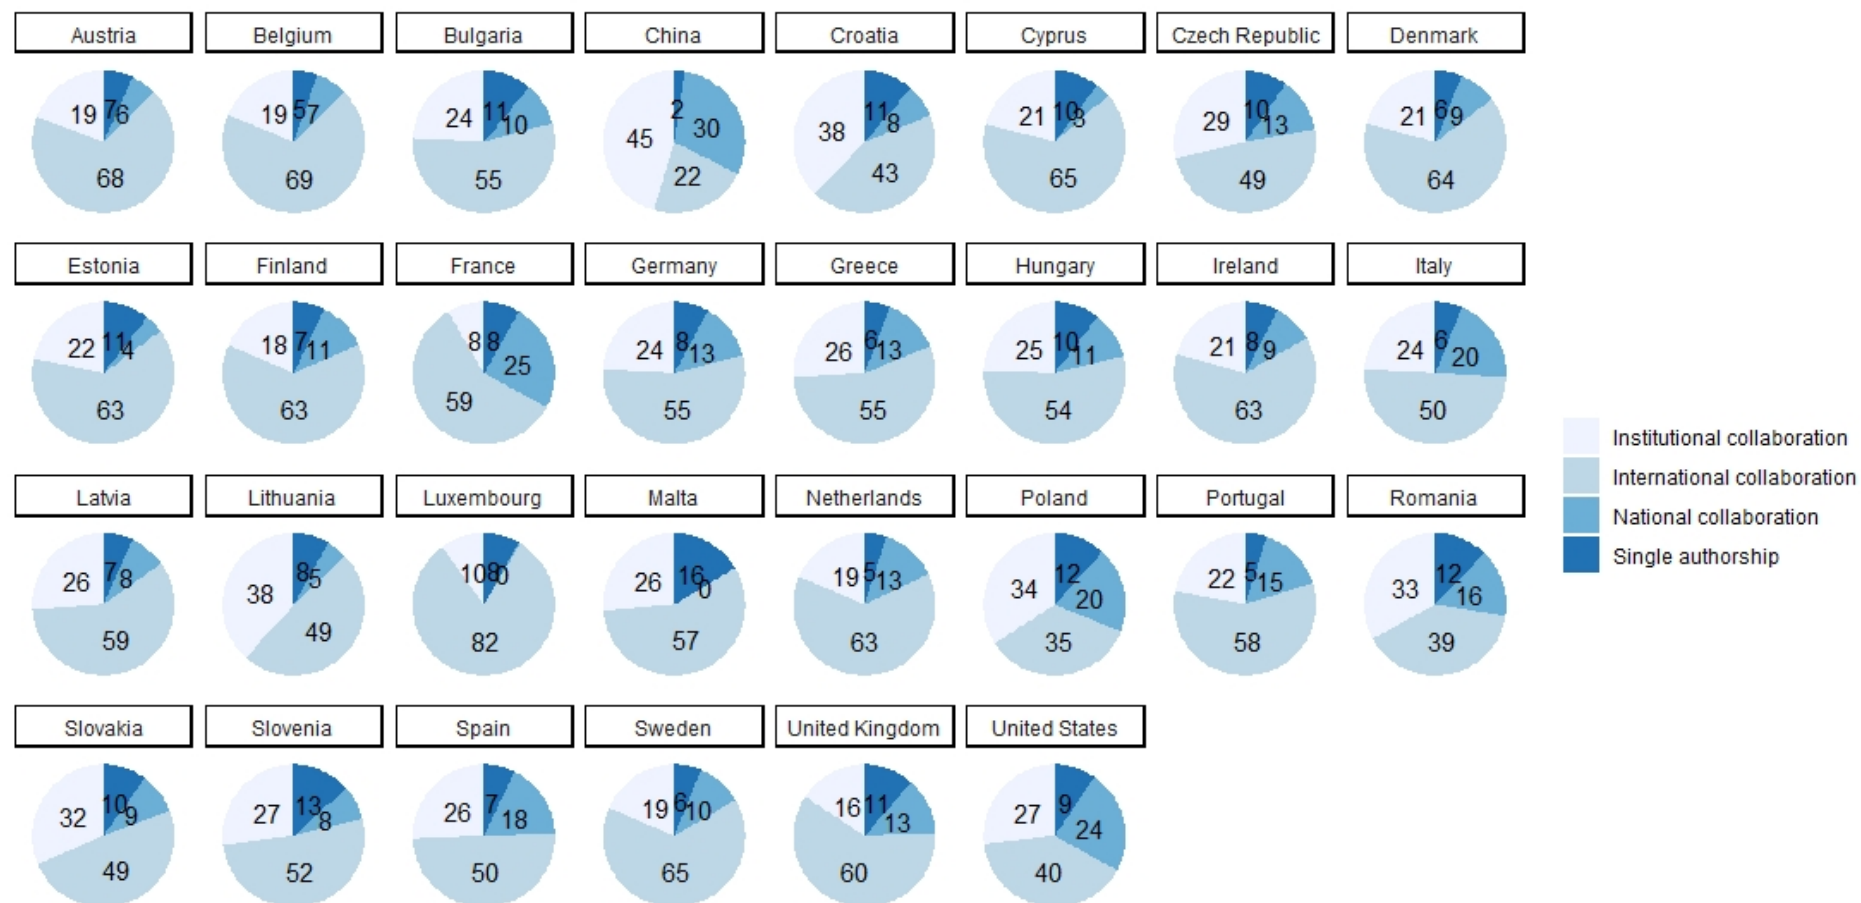 Austria Belgium Bulgaria China Croatia Cyprus Czech Republic Denmark
19 7 6 68
19 5 7 69
24 11 10 55
45 2 30 22
38 11 8 43
21 10 3 65
29 10 13 49
21 6 9 64
Estonia Finland France Germany Greece Hungary Ireland Italy
22 11 4 63
18 7 11 63
8 8 25 59
24 8 13 55
26 6 13 55
25 10 11 54
21 8 9 63
24 6 20 50
Institutional collaboration
International collaboration
National collaboration
Single authorship
Latvia Lithuania Luxembourg Malta Netherlands Poland Portugal Romania
26 7 8 59
38 8 5 49
10 8 0 82
26 16 0 57
19 5 13 63
34 12 20 35
22 5 15 58
33 12 16 39
Slovakia Slovenia Spain Sweden United Kingdom United States
32 10 9 49
27 13 8 52
26 7 18 50
19 6 10 65
16 11 13 60
27 9 24 40